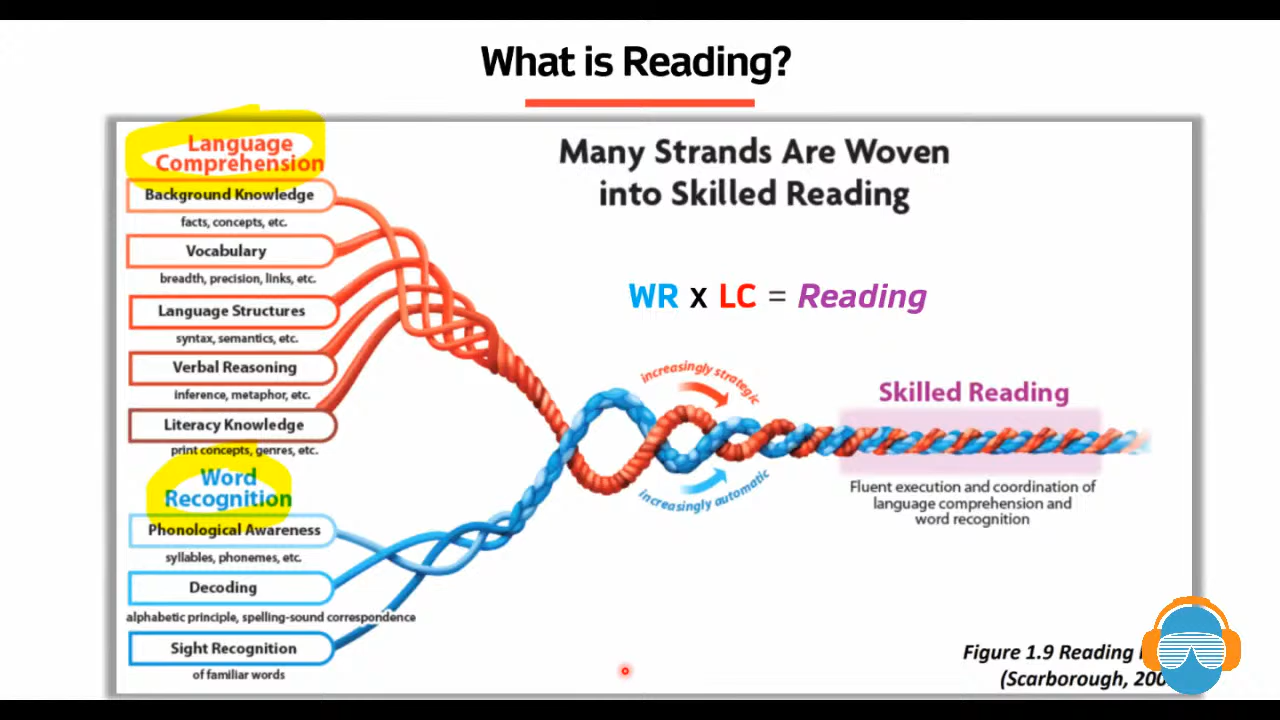 What is Reading?
Many Strands Are Woven
into Skilled Reading
Language
Comprehension
Background Knowledge
facts, concepts, etc.
Vocabulary
breadth, precision, links, etc.
Language Structures
syntax, semantics, etc.
Verbal Reasoning
inference, metaphor, etc.
Literacy Knowledge
print concepts, genres, etc.
Word
Recognition
Phonological Awareness
syllables, phonemes, etc.
Decoding
alphabetic principle, spelling-sound correspondence
Sight Recognition
of familiar words
WR x LC = Reading
increasingly strategic
increasingly automatic
Skilled Reading
Fluent execution and coordination of
language comprehension and
word recognition
Figure 1.9 Reading
(Scarborough,